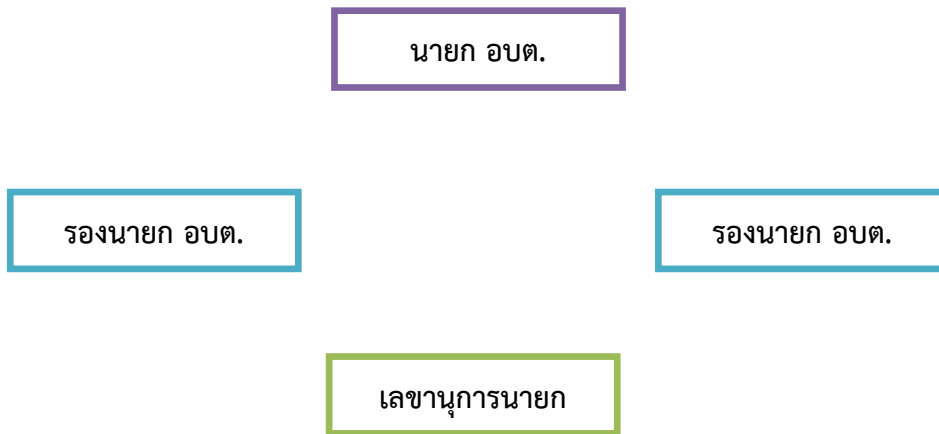 นายก อบต.
รองนายก อบต.
รองนายก อบต.
เลขานุการนายก